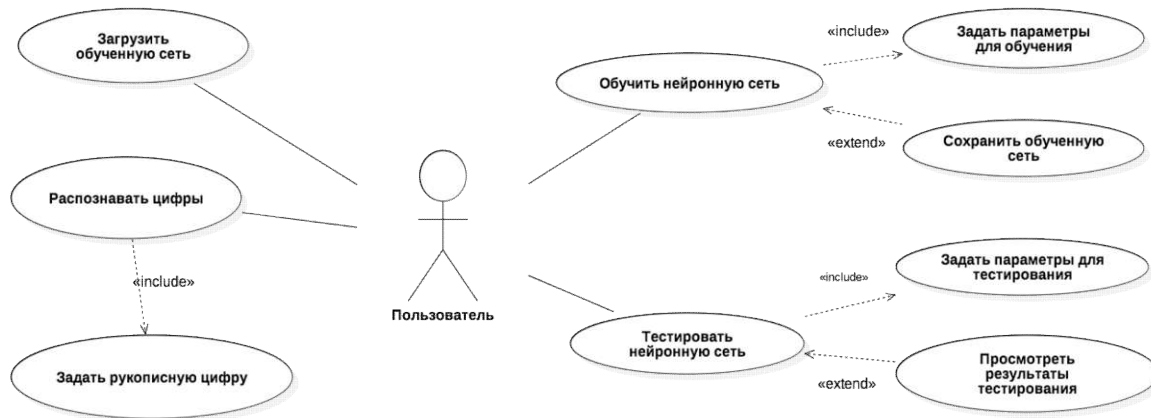 Загрузить
обученную сеть
Распознавать цифры
«include»
Задать рукописную цифру
Пользователь
Обучить нейронную сеть
«include»
Задать параметры
для обучения
«extend»
Сохранить обученную
сеть
Тестировать
нейронную сеть
«include»
Задать параметры для
тестирования
«extend»
Просмотреть
результаты
тестирования